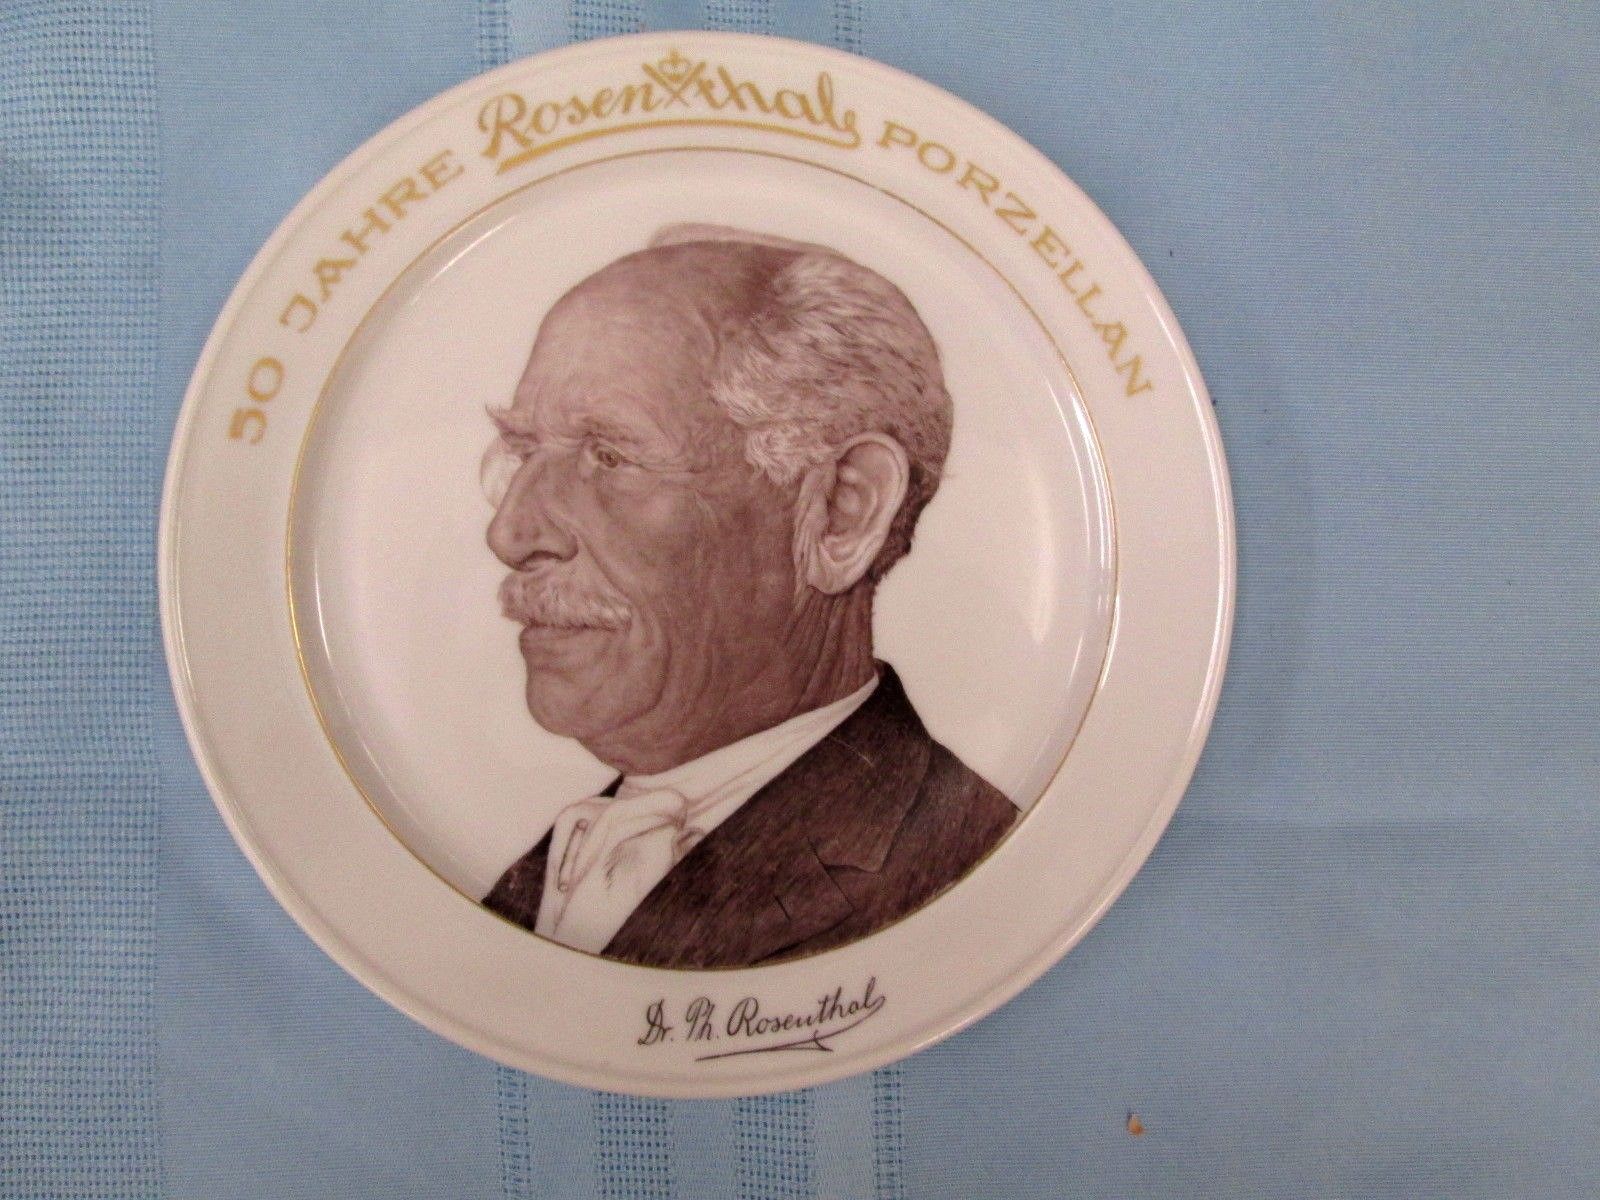 50 JAHRE Rosenthal PORZELLAN
Dr. Ph. Rosenthal